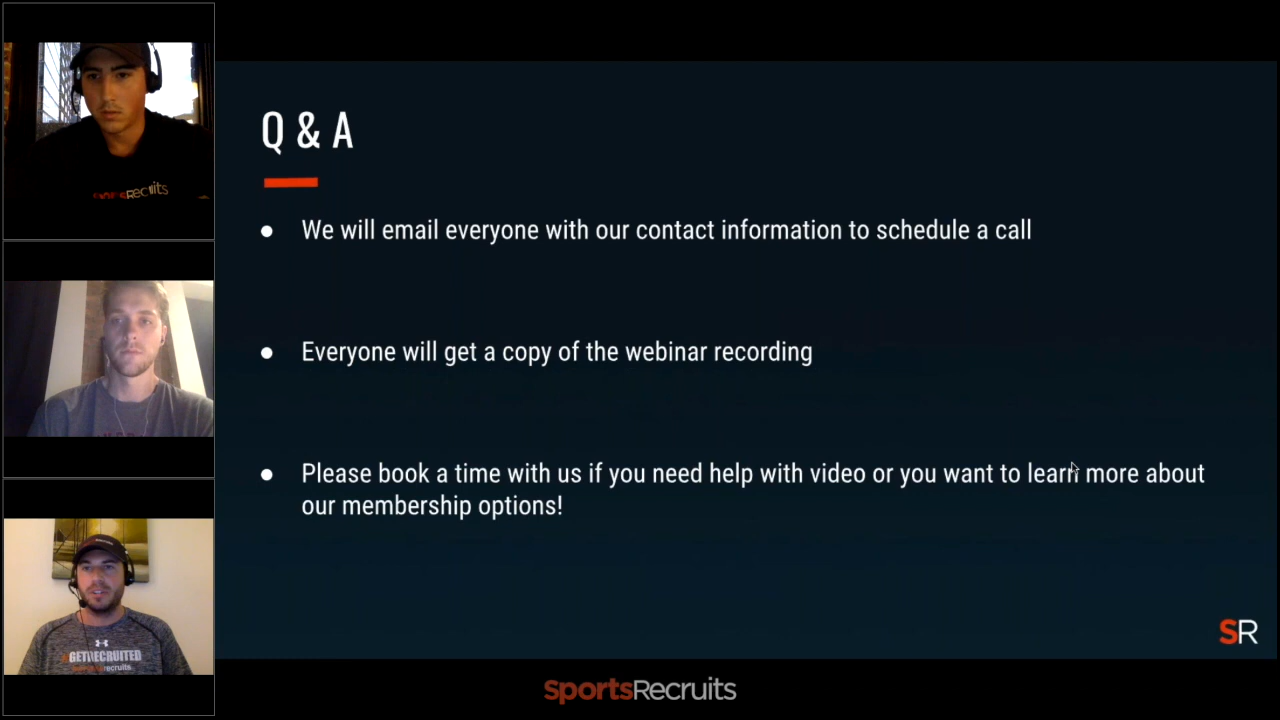 Q & A
We will email everyone with our contact information to schedule a call
Everyone will get a copy of the webinar recording
Please book a time with us if you need help with video or you want to learn more about
our membership options!
SR
SportsRecruits
SportsRecruits
#GETRECRUITED
recruits